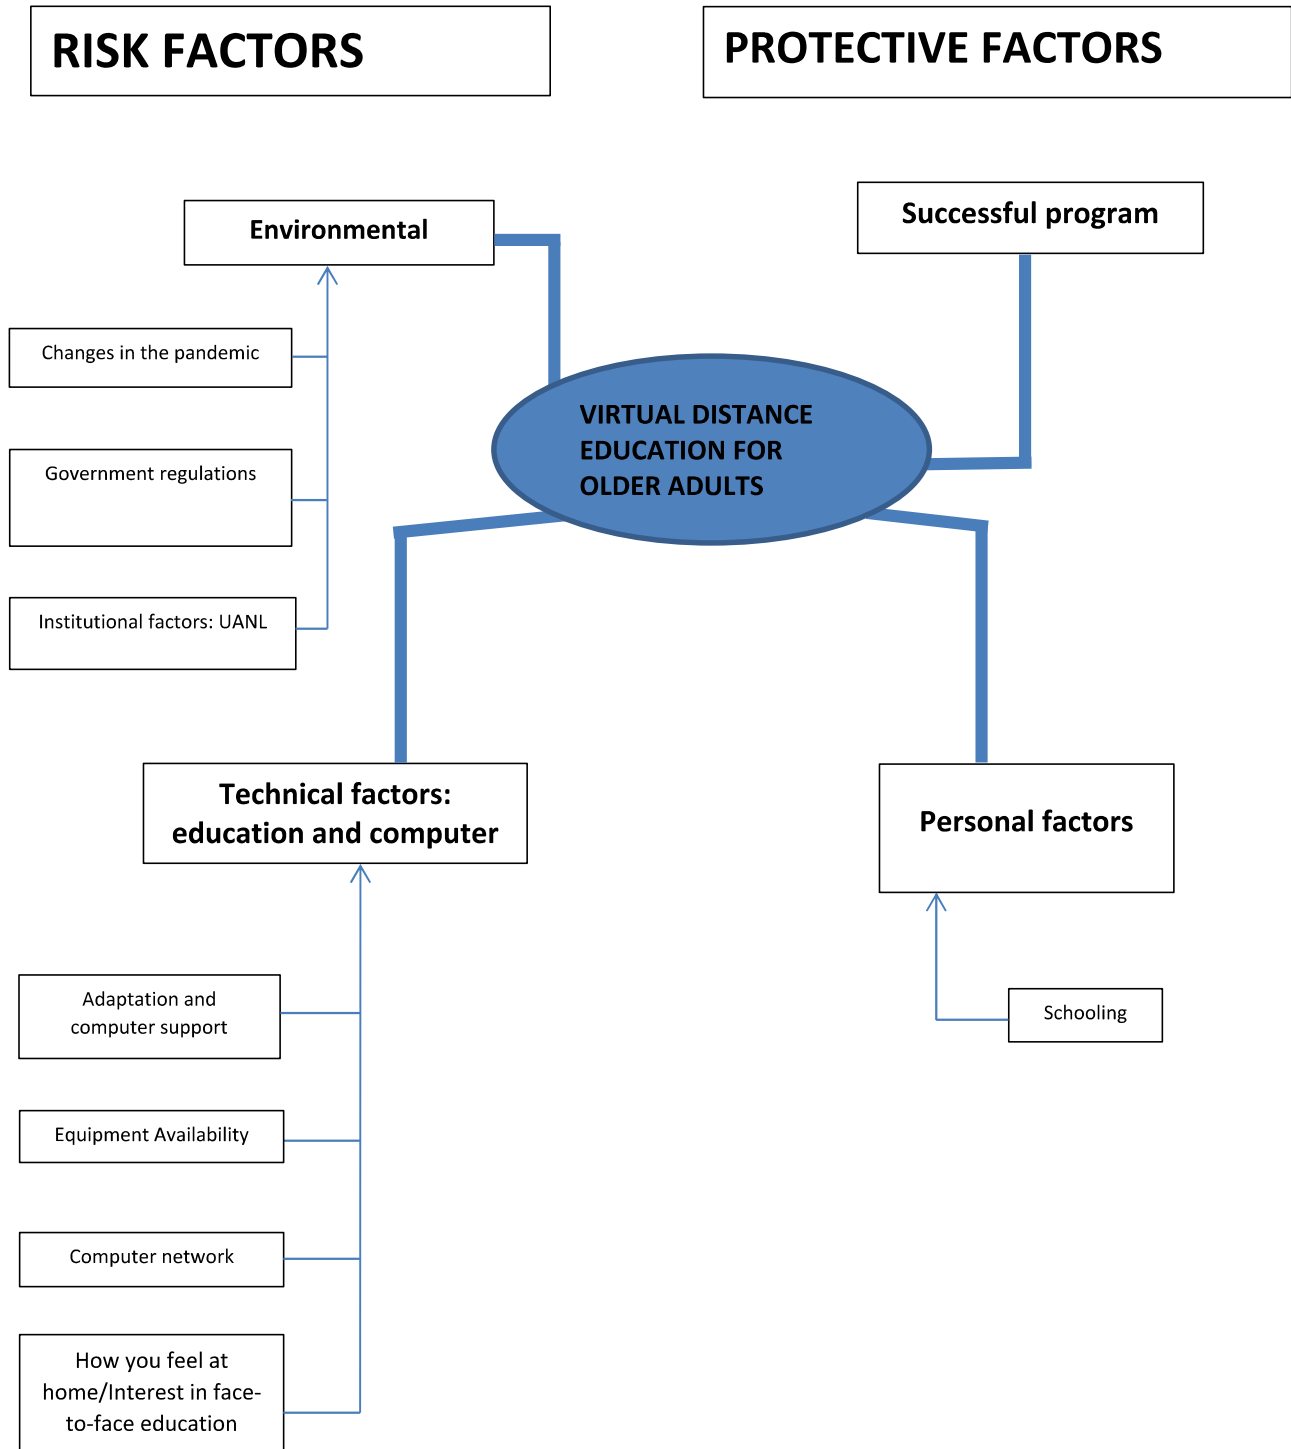 RISK FACTORS
PROTECTIVE FACTORS
Environmental
Successful program
Changes in the pandemic
Government regulations
Institutional factors: UANL
VIRTUAL DISTANCE
EDUCATION FOR
OLDER ADULTS
Technical factors:
education and computer
Personal factors
Adaptation and
computer support
Equipment Availability
Computer network
How you feel at
home/Interest in face-
to-face education
Schooling